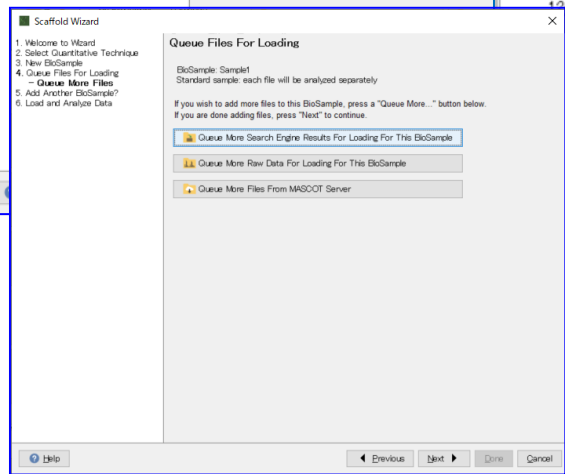 Scaffold Wizard
1. Welcome to Wizard
2. Select Quantitative Technique
3. New BioSample
4. Queue Files For Loading
– Queue More Files
5. Add Another BioSample?
6. Load and Analyze Data
Queue Files For Loading
BioSample: Sample1
Standard sample: each file will be analyzed separately
If you wish to add more files to this BioSample, press a "Queue More..." button below.
If you are done adding files, press "Next" to continue.
Queue More Search Engine Results For Loading For This BioSample
Queue More Raw Data For Loading For This BioSample
Queue More Files From MASCOT Server
Help
Previous
Next
Done
Cancel